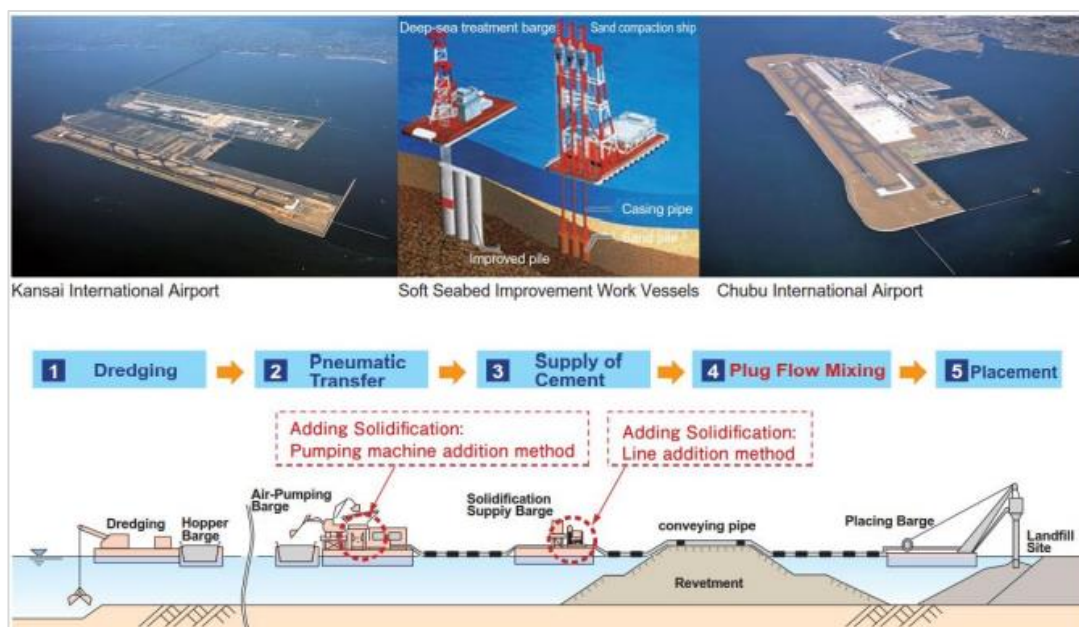 Deep-sea treatment barge
Sand compaction ship
Casing pipe
Improved pile
Kansai International Airport
Soft Seabed Improvement Work Vessels
Chubu International Airport
1 Dredging
2 Pneumatic
Transfer
3 Supply of
Cement
4 Plug Flow Mixing
5 Placement
Adding Solidification:
Pumping machine addition method
Adding Solidification:
Line addition method
Air-Pumping
Barge
Dredging
Hopper
Barge
Solidification
Supply Barge
conveying pipe
Placing Barge
Landfill
Site
Revetment